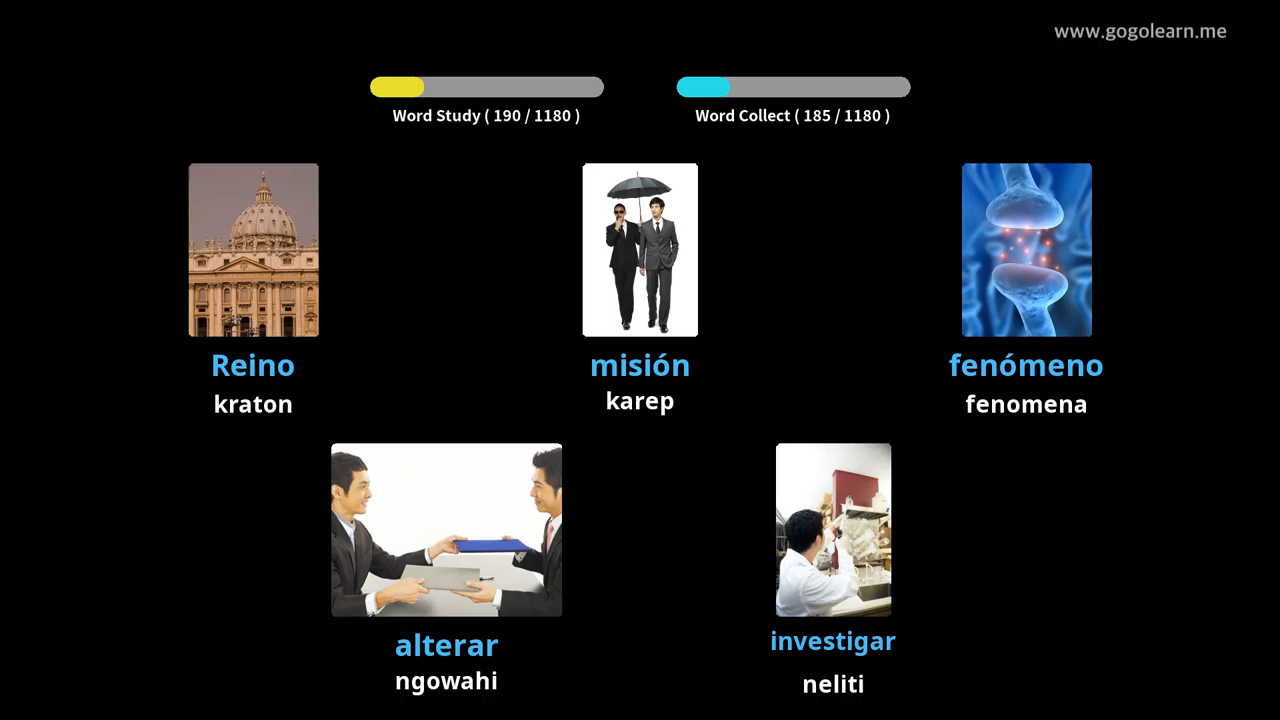 www.gogolearn.me
Word Study ( 190 / 1180 )
Word Collect ( 185 / 1180 )
Reino
kraton
misión
karep
fenómeno
fenomena
alterar
ngowahi
investigar
neliti